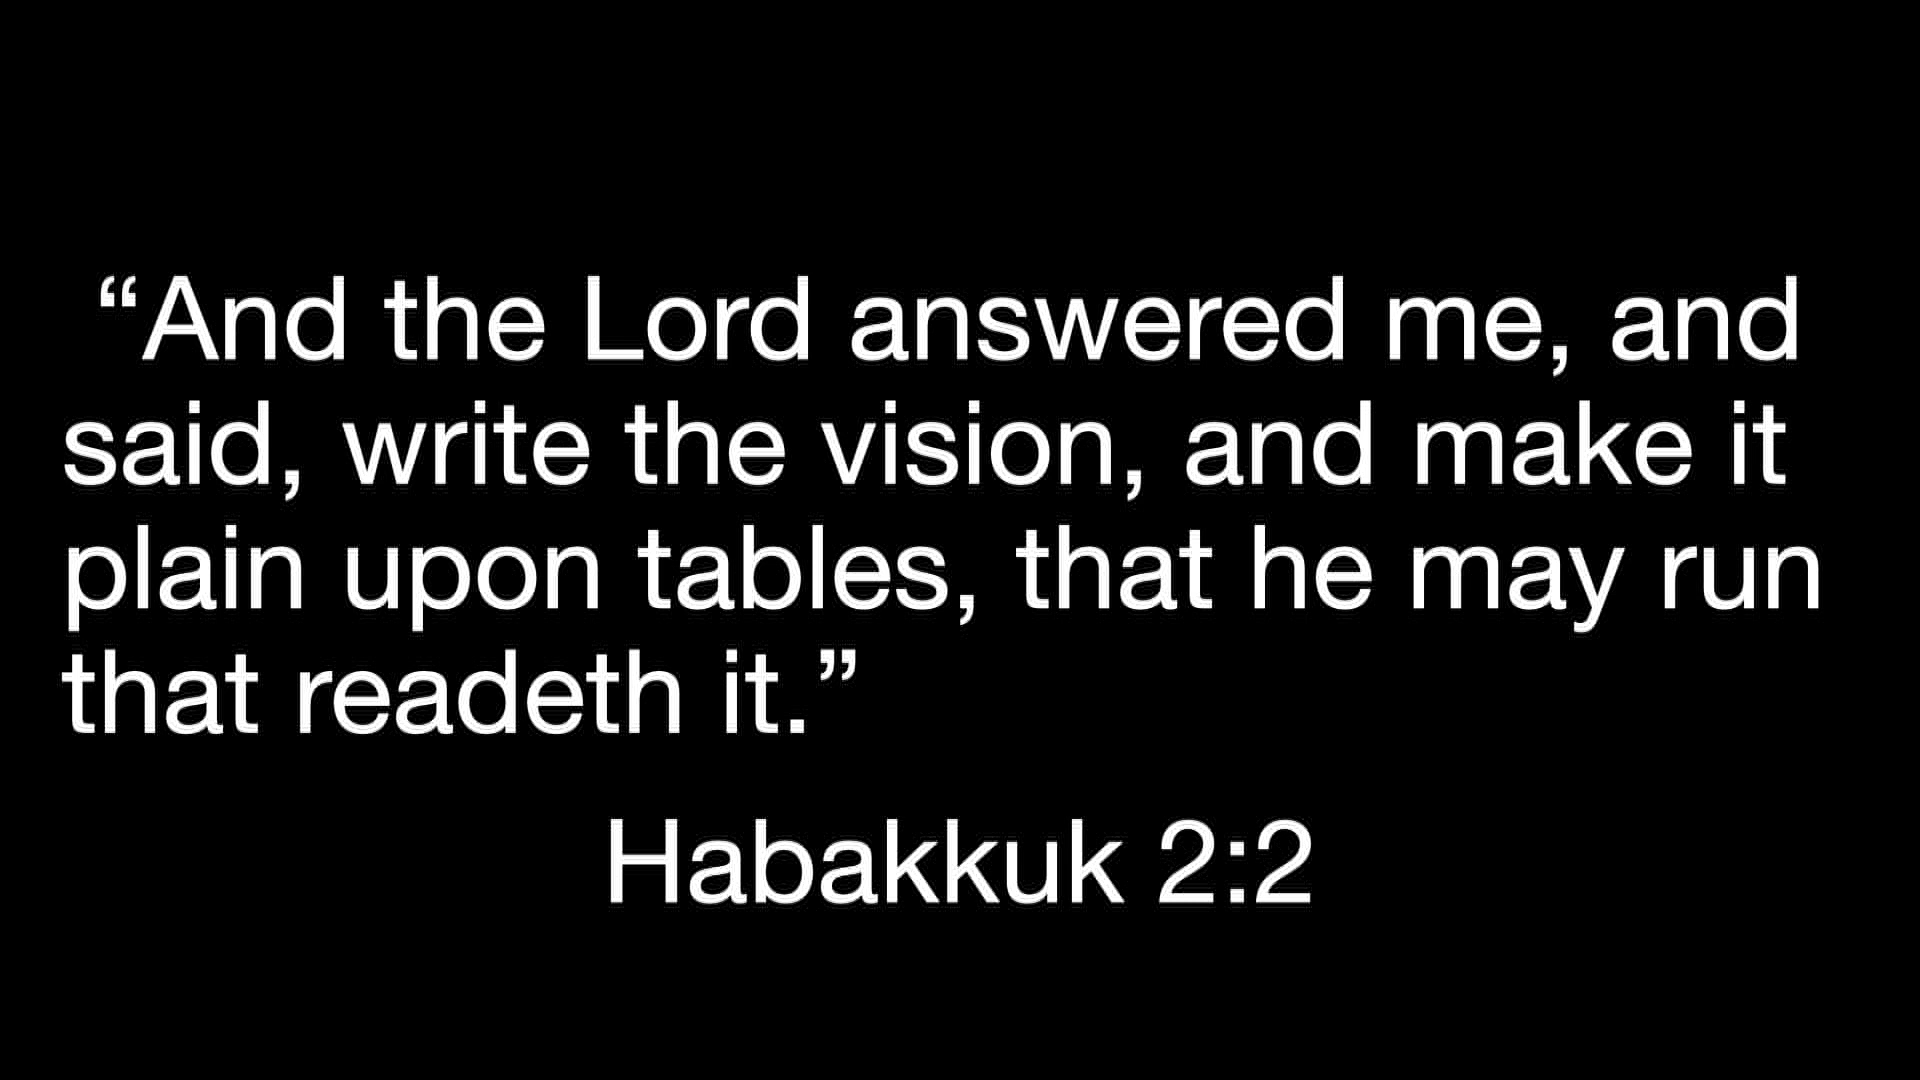 “And the Lord answered me, and
said, write the vision, and make it
plain upon tables, that he may run
that readeth it.”
Habakkuk 2:2